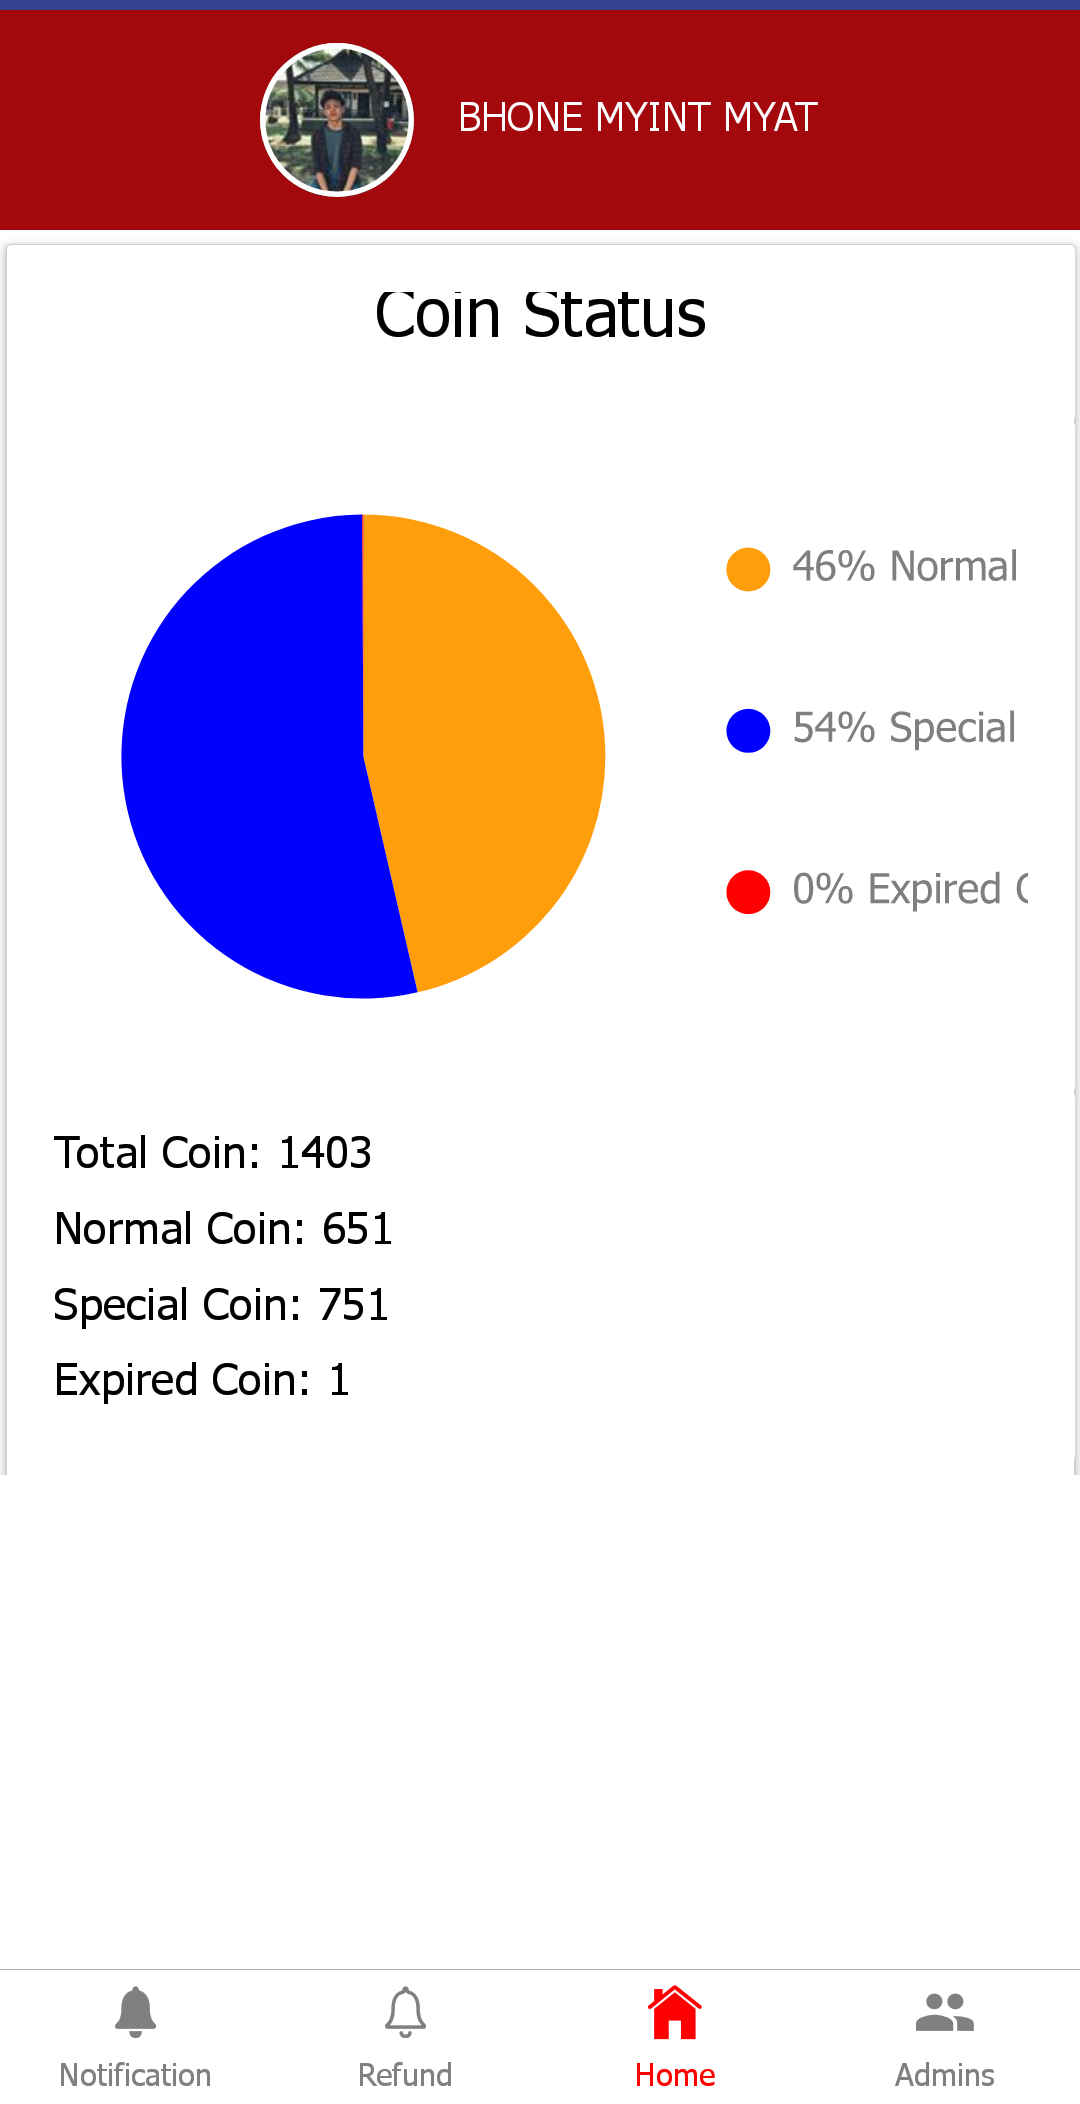 BHONE MYINT MYAT
Coin Status
46% Normal
54% Special
0% Expired
Total Coin: 1403
Normal Coin: 651
Special Coin: 751
Expired Coin: 1
Notification
Refund
Home
Admins